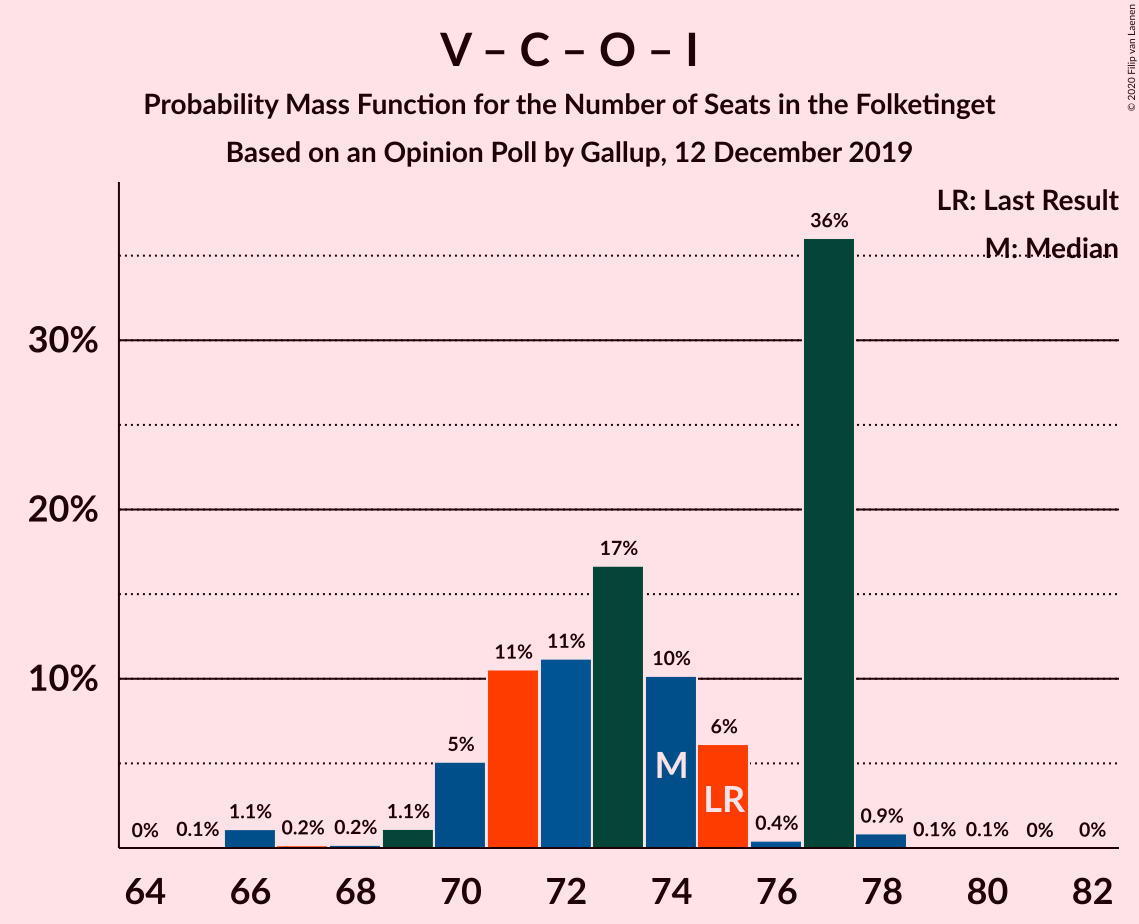 V – C – O – I
Probability Mass Function for the Number of Seats in the Folketinget
Based on an Opinion Poll by Gallup, 12 December 2019
© 2020 Filip van Laenen
LR: Last Result
M: Median
30%
20%
10%
0%
0.1%
1.1%
0.2%
0.2%
1.1%
5%
11%
11%
17%
10%
6%
0.4%
36%
0.9%
0.1%
0.1%
0%
0%
M
LR
64 66 68 70 72 74 76 78 80 82